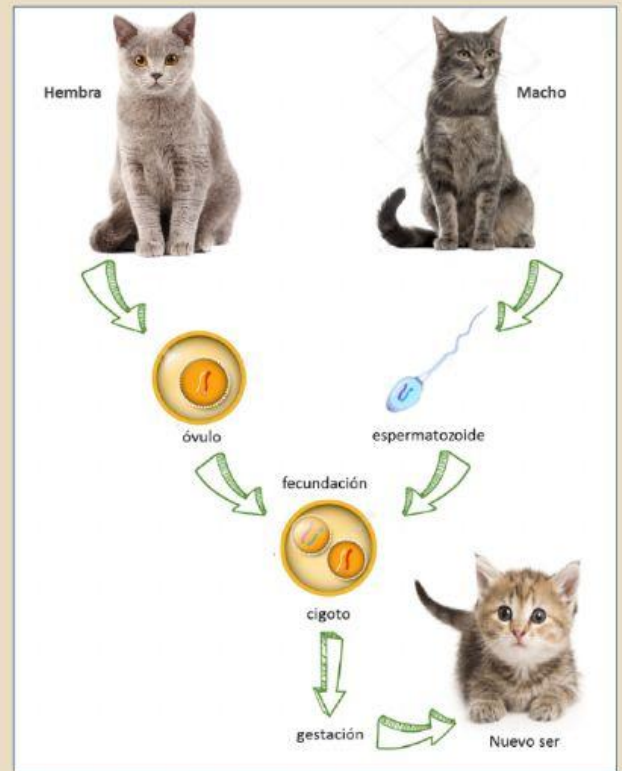 Hembra
Macho
óvulo
espermatozoide
fecundación
cigoto
gestación
Nuevo ser